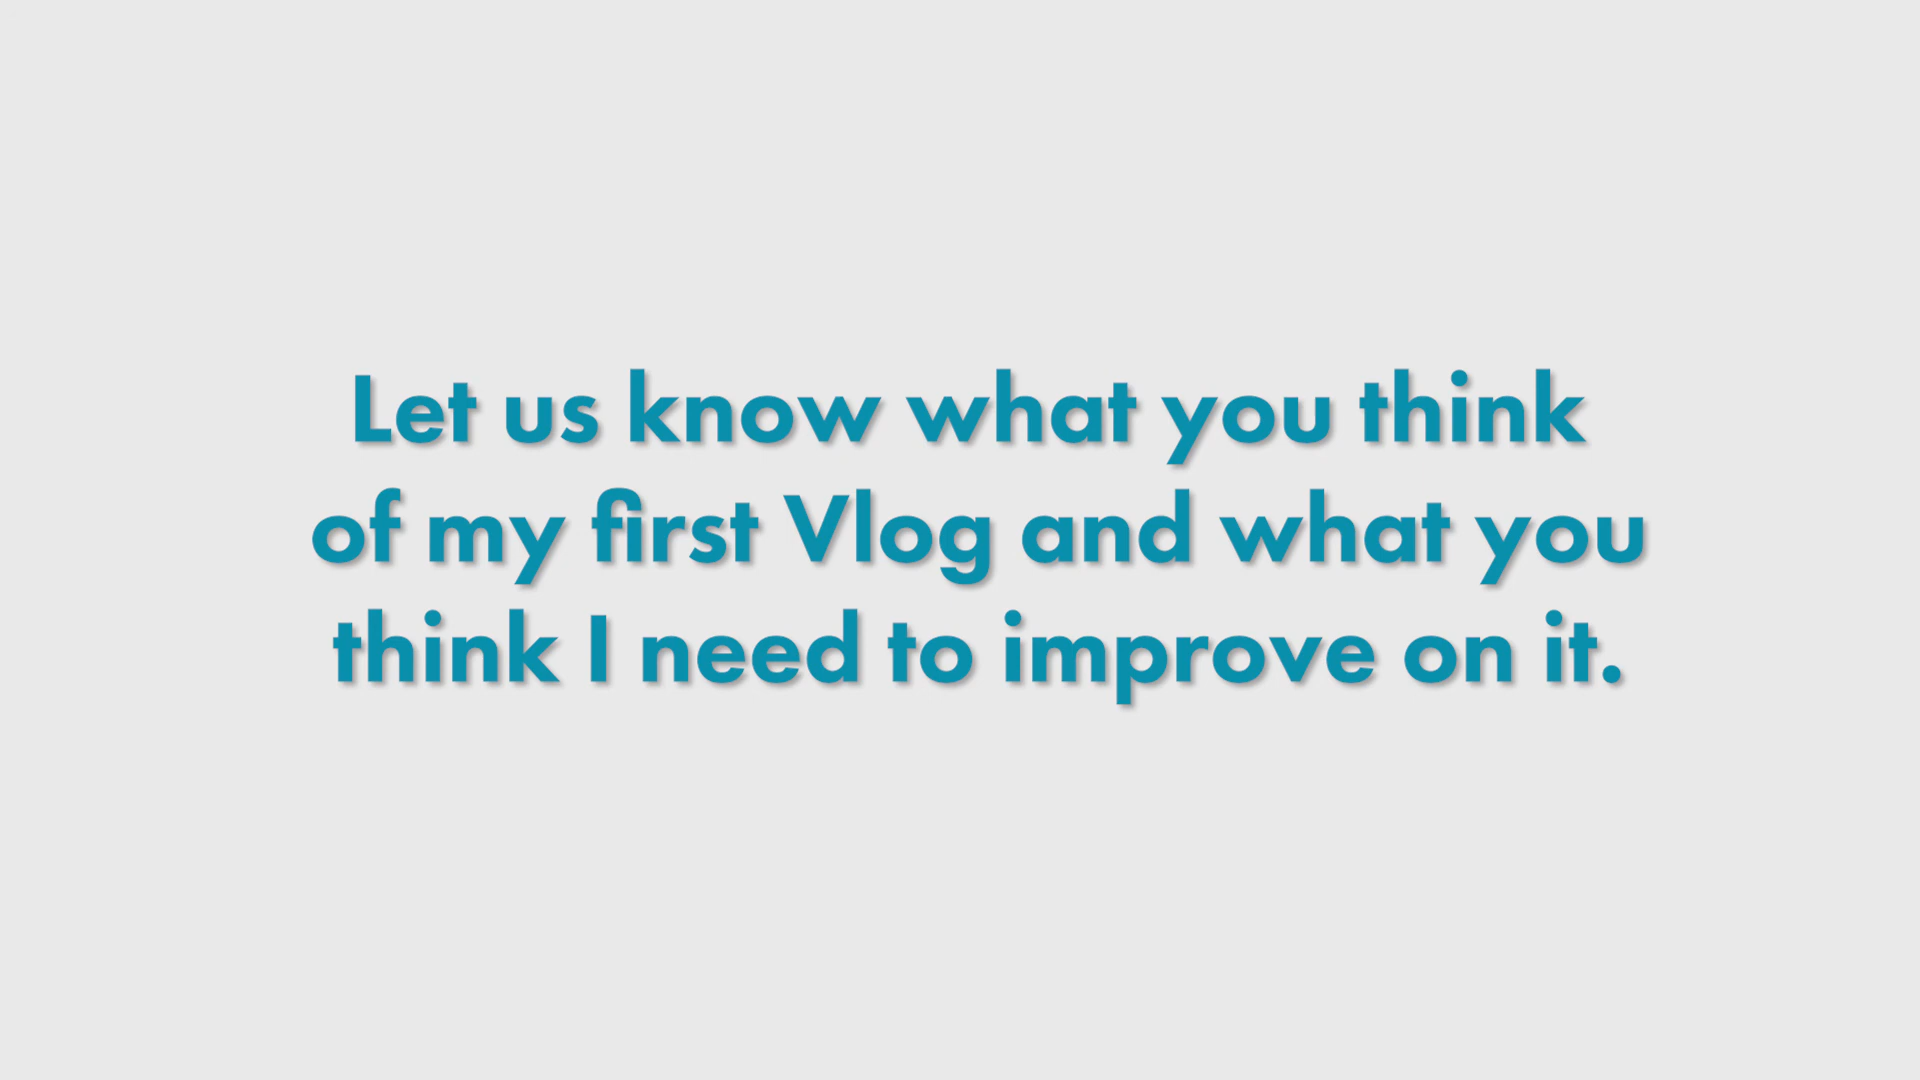 Let us know what you think
of my first Vlog and what you
think I need to improve on it.